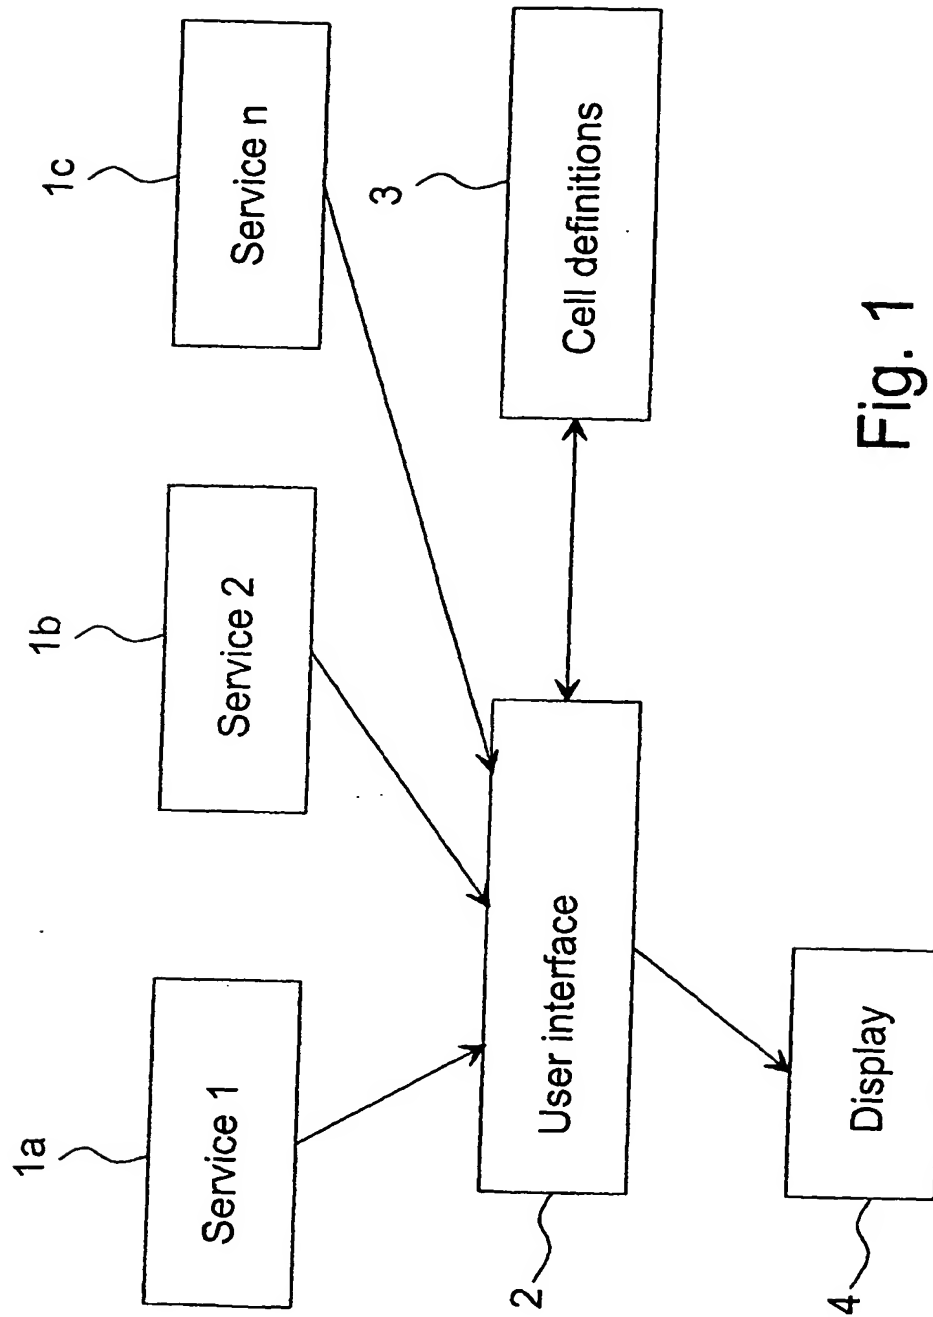 1a
1b
1c
Service 1
Service 2
Service n
3
User interface
Cell definitions
2
Display
4
Fig. 1